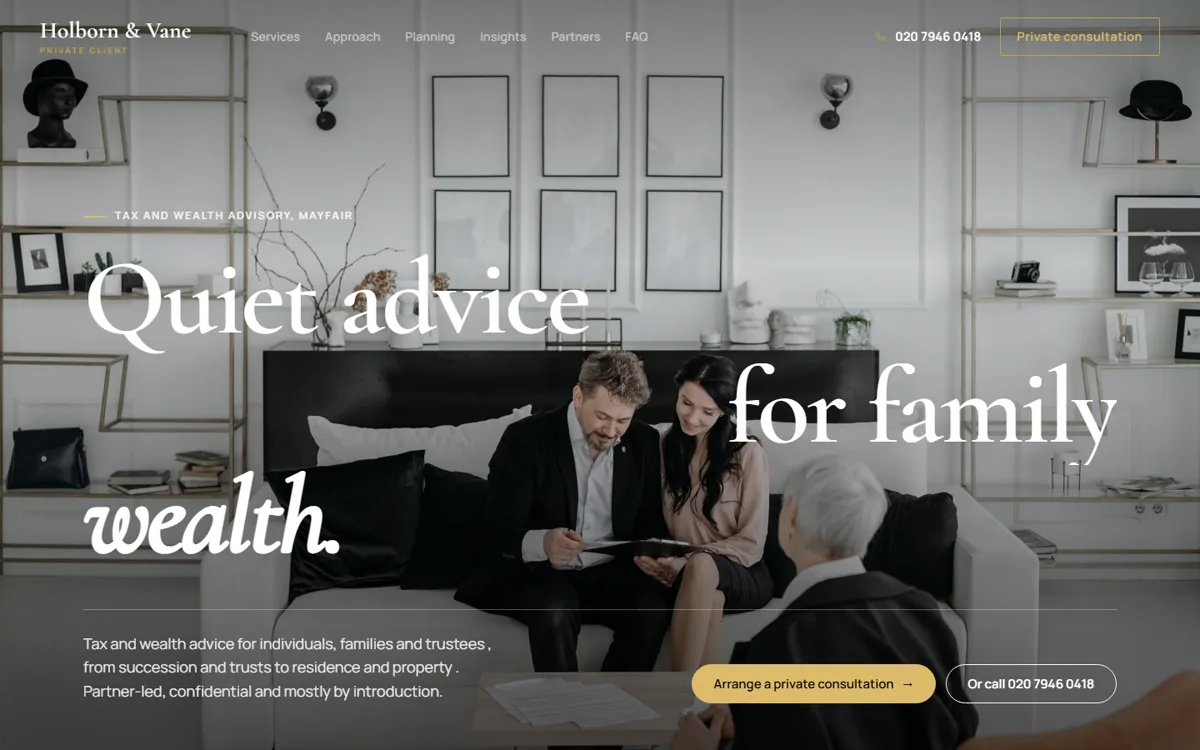 Holborn & Vane
PRIVATE CLIENT
Services
Approach
Planning
Insights
Partners
FAQ
020 7946 0418
Private consultation
TAX AND WEALTH ADVISORY, MAYFAIR
Quiet advice
for family
wealth.
Tax and wealth advice for individuals, families and trustees ,
from succession and trusts to residence and property .
Partner-led, confidential and mostly by introduction.
Arrange a private consultation →
Or call 020 7946 0418